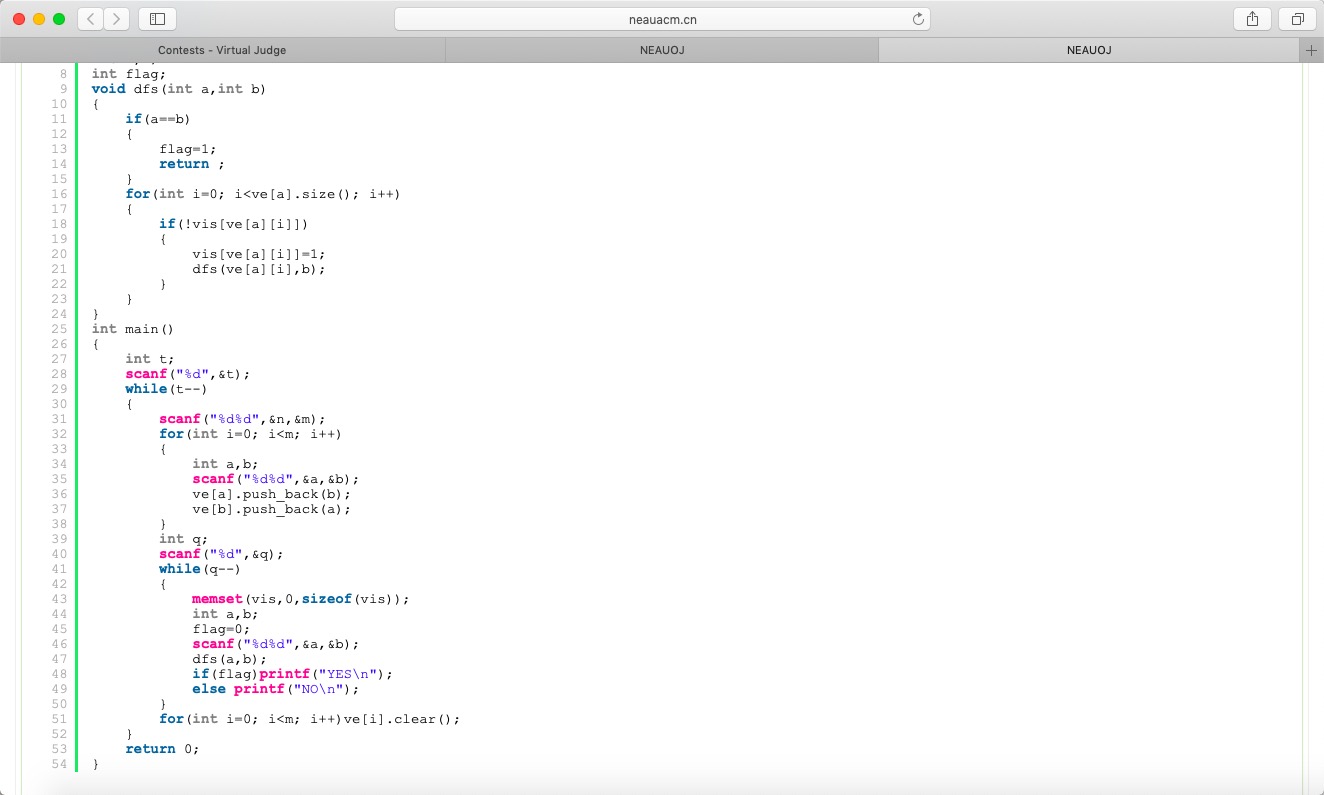 neauacm.cn
Contests - Virtual Judge
NEAUOJ
NEAUOJ
8 int flag;
9 void dfs(int a,int b)
10 {
11     if(a==b)
12     {
13         flag=1;
14         return ;
15     }
16     for(int i=0; i<ve[a].size(); i++)
17     {
18         if(!vis[ve[a][i]])
19         {
20             vis[ve[a][i]]=1;
21             dfs(ve[a][i],b);
22         }
23     }
24 }
25 int main()
26 {
27     int t;
28     scanf("%d",&t);
29     while(t--)
30     {
31         scanf("%d%d",&n,&m);
32         for(int i=0; i<m; i++)
33         {
34             int a,b;
35             scanf("%d%d",&a,&b);
36             ve[a].push_back(b);
37             ve[b].push_back(a);
38         }
39         int q;
40         scanf("%d",&q);
41         while(q--)
42         {
43             memset(vis,0,sizeof(vis));
44             int a,b;
45             flag=0;
46             scanf("%d%d",&a,&b);
47             dfs(a,b);
48             if(flag)printf("YES\n");
49             else printf("NO\n");
50         }
51         for(int i=0; i<m; i++)ve[i].clear();
52     }
53     return 0;
54 }